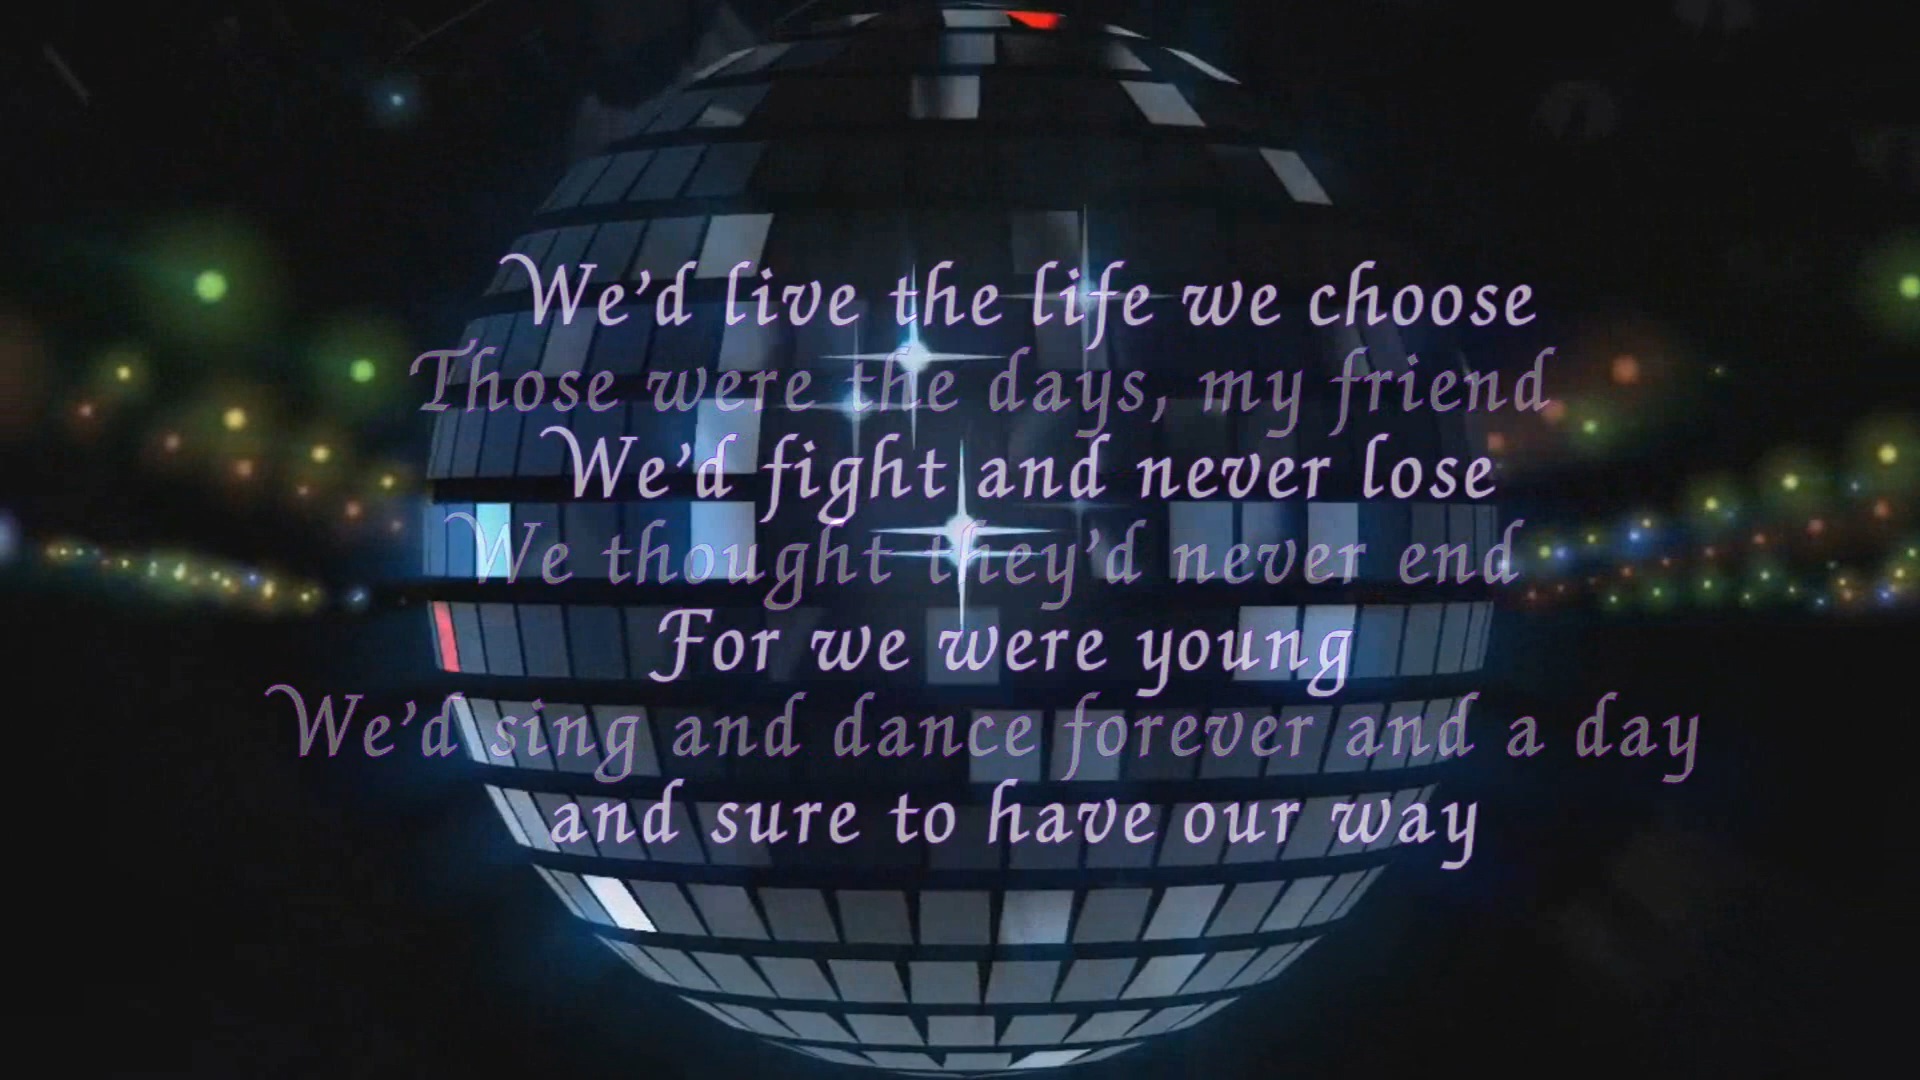 We'd live the life we choose
Those were the days, my friend
We'd fight and never lose
We thought they'd never end
For we were young
We'd sing and dance forever and a day
and sure to have our way